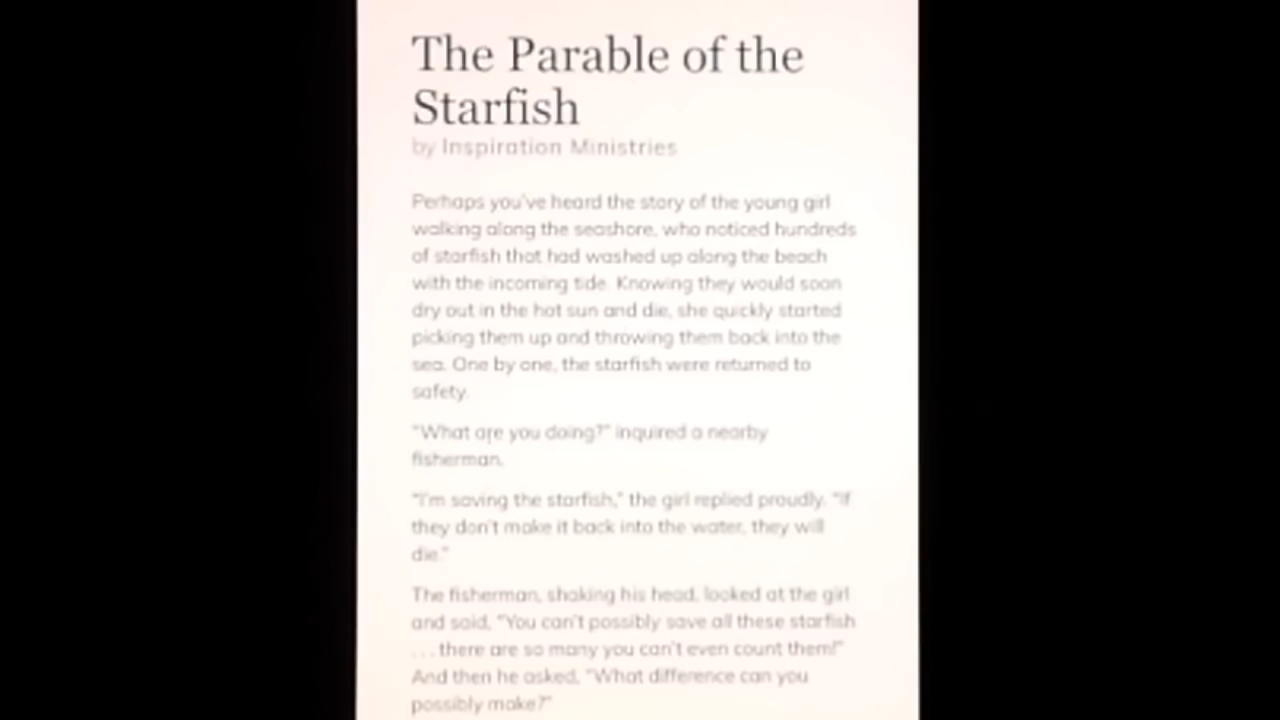 The Parable of the
Starfish
by Inspiration Ministries
Perhaps you've heard the story of the young girl
walking along the seashore, who noticed hundreds
of starfish that had washed up along the beach
with the incoming tide. Knowing they would soon
dry out in the hot sun and die, she quickly started
picking them up and throwing them back into the
sea. One by one, the starfish were returned to
safety.
"What are you doing?" inquired a nearby
fisherman.
"I'm saving the starfish," the girl replied proudly. "If
they don't make it back into the water, they will
die."
The fisherman, shaking his head, looked at the girl
and said, "You can't possibly save all these starfish
. . . there are so many you can't even count them!"
And then he asked, "What difference can you
possibly make?"